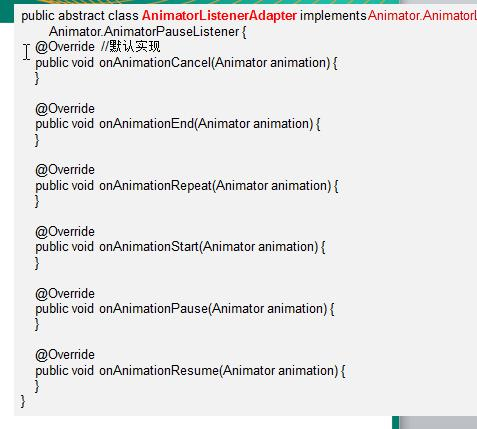 public abstract class AnimatorListenerAdapter implements Animator.Animator
Animator.AnimatorPauseListener {
@Override //默认实现
public void onAnimationCancel(Animator animation) {
}
@Override
public void onAnimationEnd(Animator animation) {
}
@Override
public void onAnimationRepeat(Animator animation) {
}
@Override
public void onAnimationStart(Animator animation) {
}
@Override
public void onAnimationPause(Animator animation) {
}
@Override
public void onAnimationResume(Animator animation) {
}
}